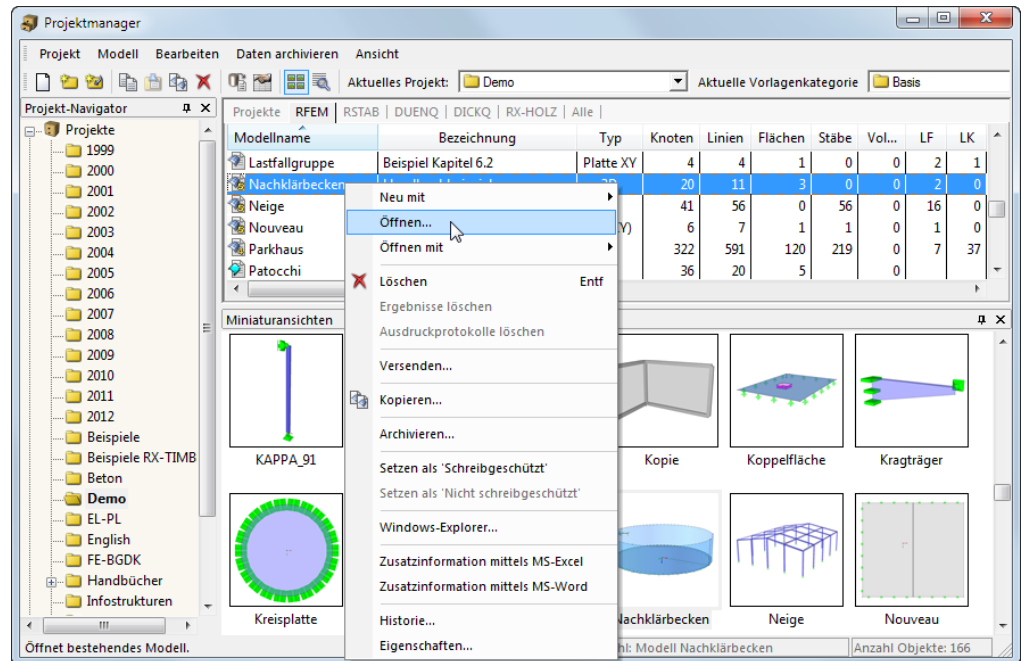 Projektmanager
Projekt Modell Bearbeiten Daten archivieren Ansicht
Aktuelles Projekt: Demo Aktuelle Vorlagenkategorie Basis
Projekt-Navigator
Projekte
1999
2000
2001
2002
2003
2004
2005
2006
2007
2008
2009
2010
2011
2012
Beispiele
Beispiele RX-TIMB
Beton
Demo
EL-PL
English
FE-BGDK
Handbücher
Infostrukturen
Projekte RFEM RSTAB DUENQ DICKQ RX-HOLZ Alle
Modellname Bezeichnung Typ Knoten Linien Flächen Stäbe Vol... LF LK
Lastfallgruppe Beispiel Kapitel 6.2 Platte XY 4 4 1 0 0 2 1
Nachklärbecken 20 11 3 0 0 2 0
Neige 41 56 0 56 0 16 0
Nouveau Y) 6 7 1 1 0 1 0
Parkhaus 322 591 120 219 0 7 37
Patocchi 36 20 5 0
Neu mit
Öffnen...
Öffnen mit
Löschen Entf
Ergebnisse löschen
Ausdruckprotokolle löschen
Versenden...
Kopieren...
Archivieren...
Setzen als 'Schreibgeschützt'
Setzen als 'Nicht schreibgeschützt'
Windows-Explorer...
Zusatzinformation mittels MS-Excel
Zusatzinformation mittels MS-Word
Historie...
Eigenschaften...
Miniaturansichten
KAPPA_91 Kopie Koppelfläche Kragträger
Kreisplatte Nachklärbecken Neige Nouveau
Öffnet bestehendes Modell. hl: Modell Nachklärbecken Anzahl Objekte: 166